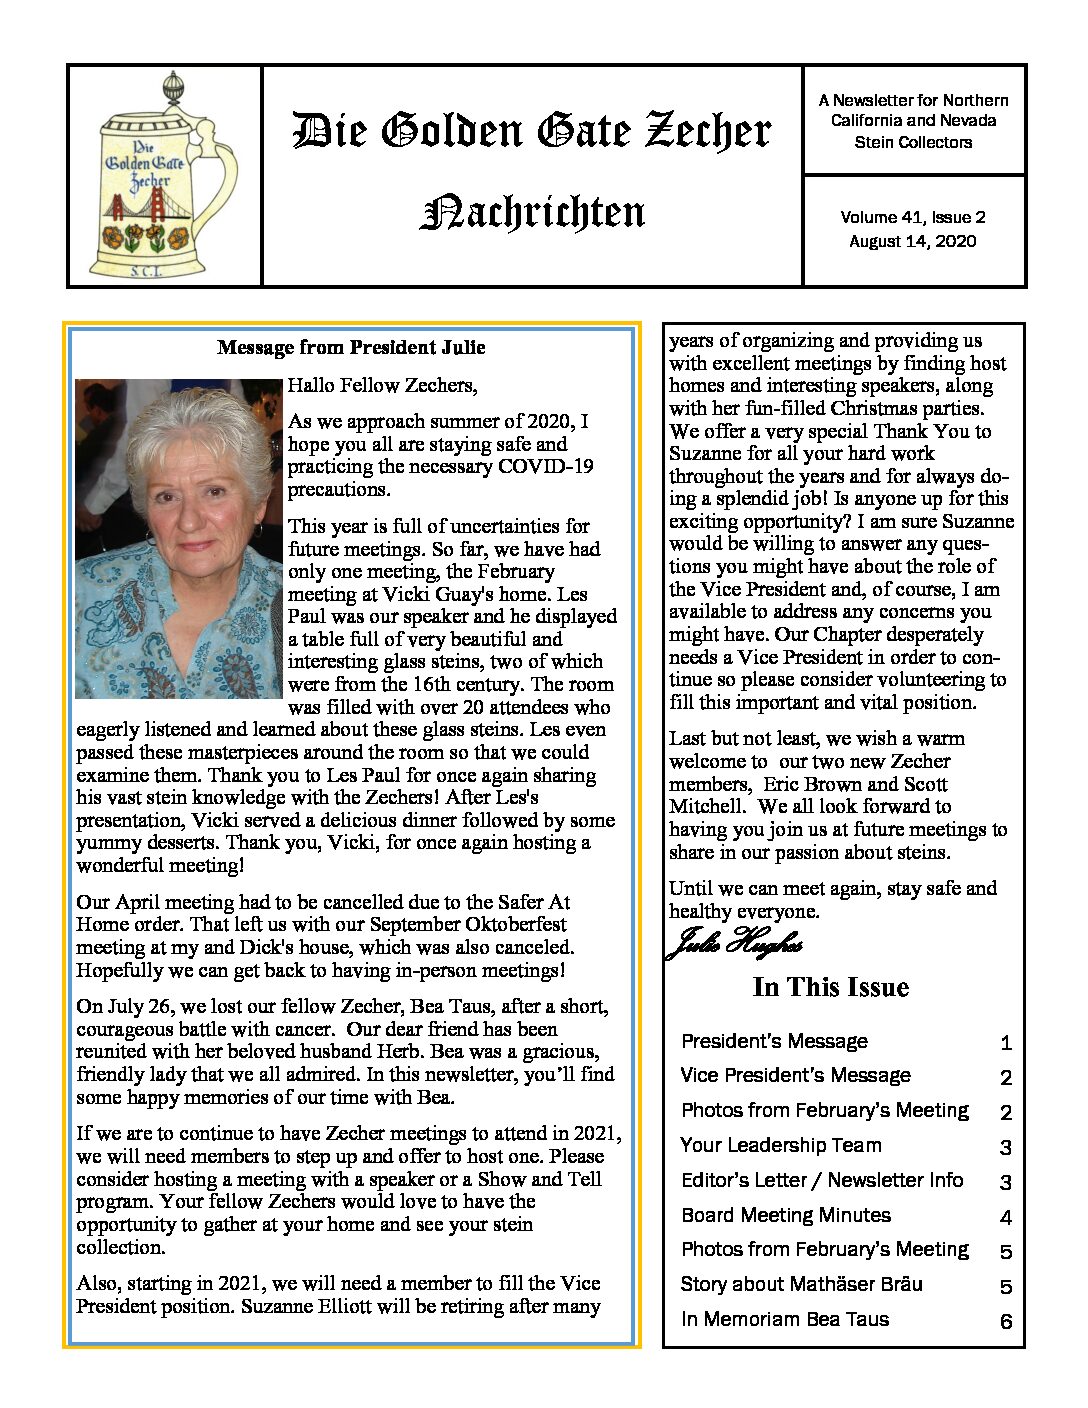 Die
Golden Gate
Zecher
S.C.I.
Die Golden Gate Zecher
Nachrichten
A Newsletter for Northern
California and Nevada
Stein Collectors
Volume 41, Issue 2
August 14, 2020
Message from President Julie
Hallo Fellow Zechers,
As we approach summer of 2020, I
hope you all are staying safe and
practicing the necessary COVID-19
precautions.
This year is full of uncertainties for
future meetings. So far, we have had
only one meeting, the February
meeting at Vicki Guay's home. Les
Paul was our speaker and he displayed
a table full of very beautiful and
interesting glass steins, two of which
were from the 16th century. The room
was filled with over 20 attendees who
eagerly listened and learned about these glass steins. Les even
passed these masterpieces around the room so that we could
examine them. Thank you to Les Paul for once again sharing
his vast stein knowledge with the Zechers! After Les's
presentation, Vicki served a delicious dinner followed by some
yummy desserts. Thank you, Vicki, for once again hosting a
wonderful meeting!
Our April meeting had to be cancelled due to the Safer At
Home order. That left us with our September Oktoberfest
meeting at my and Dick's house, which was also canceled.
Hopefully we can get back to having in-person meetings!
On July 26, we lost our fellow Zecher, Bea Taus, after a short,
courageous battle with cancer.  Our dear friend has been
reunited with her beloved husband Herb. Bea was a gracious,
friendly lady that we all admired. In this newsletter, you’ll find
some happy memories of our time with Bea.
If we are to continue to have Zecher meetings to attend in 2021,
we will need members to step up and offer to host one. Please
consider hosting a meeting with a speaker or a Show and Tell
program. Your fellow Zechers would love to have the
opportunity to gather at your home and see your stein
collection.
Also, starting in 2021, we will need a member to fill the Vice
President position. Suzanne Elliott will be retiring after many
years of organizing and providing us
with excellent meetings by finding host
homes and interesting speakers, along
with her fun-filled Christmas parties.
We offer a very special Thank You to
Suzanne for all your hard work
throughout the years and for always do-
ing a splendid job! Is anyone up for this
exciting opportunity? I am sure Suzanne
would be willing to answer any ques-
tions you might have about the role of
the Vice President and, of course, I am
available to address any concerns you
might have. Our Chapter desperately
needs a Vice President in order to con-
tinue so please consider volunteering to
fill this important and vital position.
Last but not least, we wish a warm
welcome to  our two new Zecher
members,  Eric Brown and Scott
Mitchell.  We all look forward to
having you join us at future meetings to
share in our passion about steins.
Until we can meet again, stay safe and
healthy everyone.
Julie Hughes
In This Issue
President’s Message 1
Vice President’s Message 2
Photos from February’s Meeting 2
Your Leadership Team 3
Editor’s Letter / Newsletter Info 3
Board Meeting Minutes 4
Photos from February’s Meeting 5
Story about Mathäser Bräu 5
In Memoriam Bea Taus 6